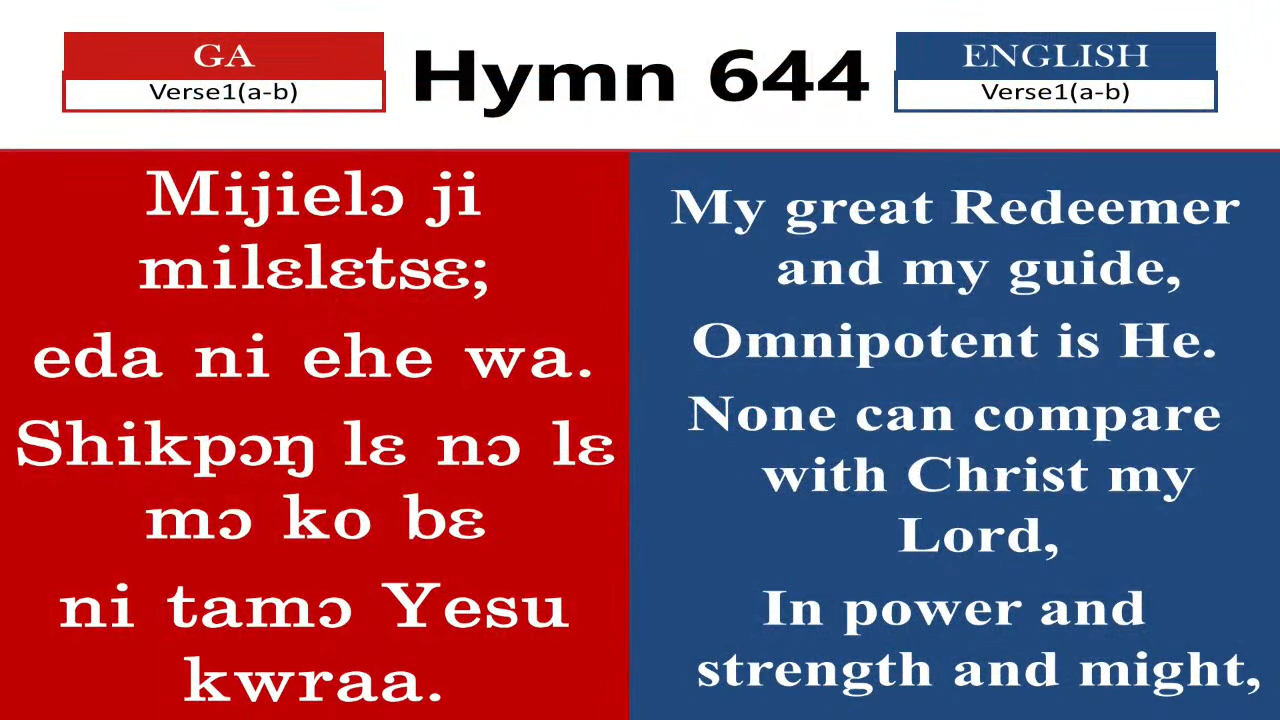 GA
Verse1(a-b)
Hymn 644
ENGLISH
Verse1(a-b)
Mijielɔ ji
milɛlɛtsɛ;
eda ni ehe wa.
Shikpɔŋ lɛ nɔ lɛ
mɔ ko bɛ
ni tamɔ Yesu
kwraa.
My great Redeemer
and my guide,
Omnipotent is He.
None can compare
with Christ my
Lord,
In power and
strength and might,